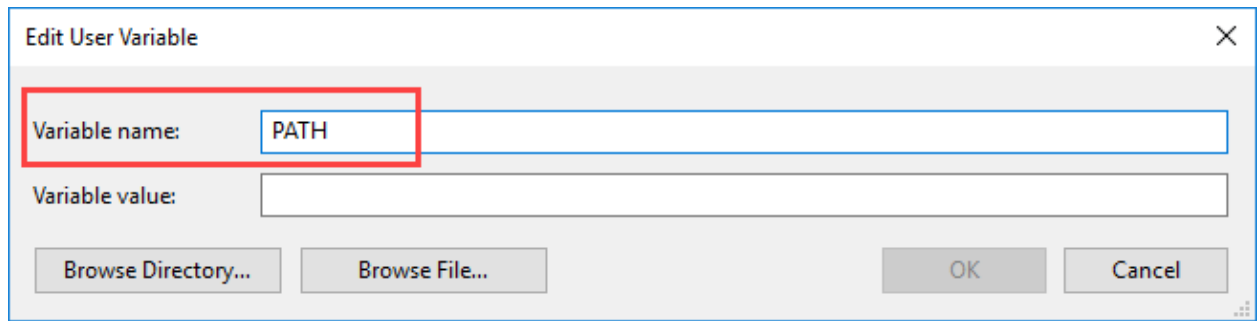 Edit User Variable
Variable name: PATH
Variable value:
Browse Directory... Browse File... OK Cancel